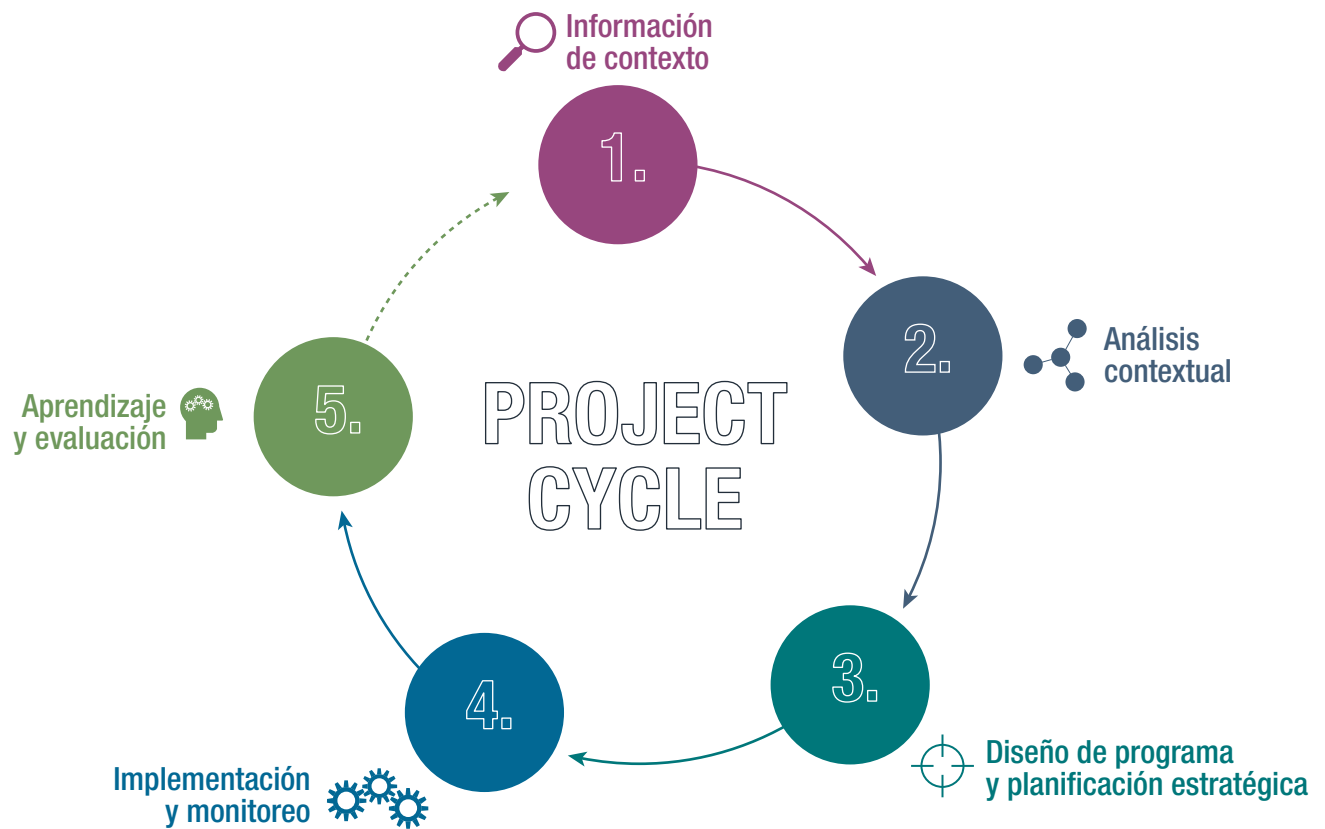 Información
de contexto
1.
2.
Análisis
contextual
PROJECT
CYCLE
Aprendizaje
y evaluación
5.
3.
4.
Diseño de programa
y planificación estratégica
Implementación
y monitoreo